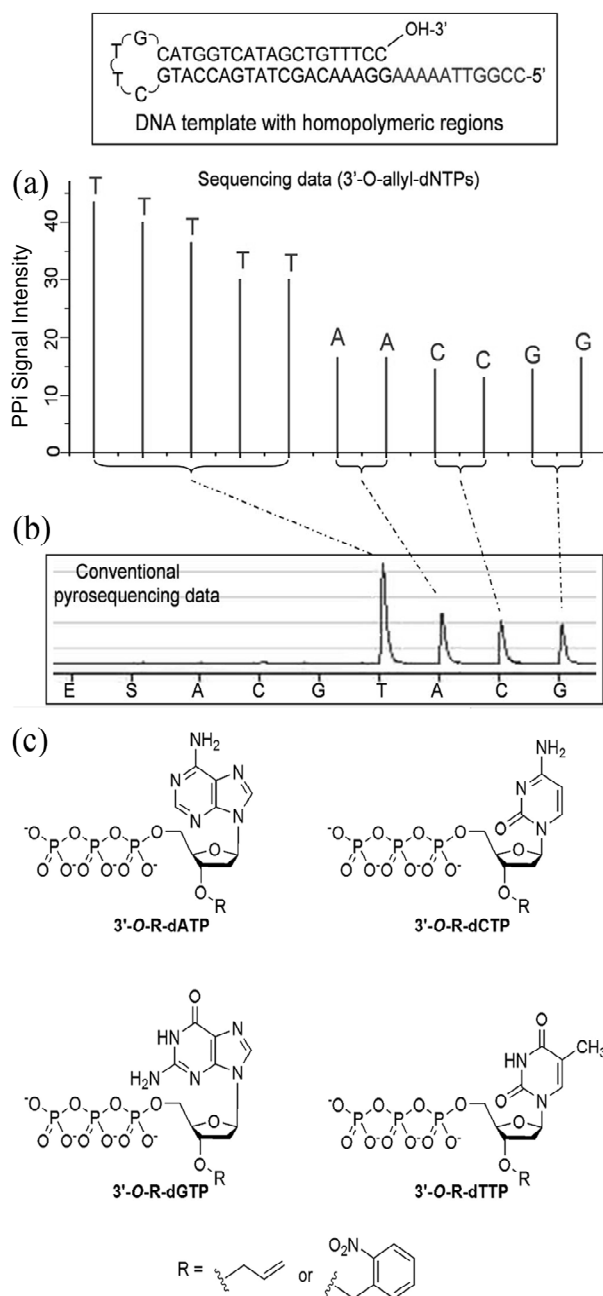 G
T
T
C
CATGGTCATAGCTGTTTCC
OH-3'
GTACCAGTATCGACAAAGGAAAAATTGGCC-5'
DNA template with homopolymeric regions
(a)
Sequencing data (3'-O-allyl-dNTPs)
PPi Signal Intensity
40
30
20
10
0
T T T T T A A C C G G
(b)
Conventional
pyrosequencing data
E S A C G T A C G
(c)
NH2
N N
N N
-O O O O
P P P
O O- O O- O O-
O
O
R
3'-O-R-dATP
NH2
N
O N
-O O O O
P P P
O O- O O- O O-
O
O
R
3'-O-R-dCTP
O
HN N
H2N N N
-O O O O
P P P
O O- O O- O O-
O
O
R
3'-O-R-dGTP
O
HN CH3
O N
-O O O O
P P P
O O- O O- O O-
O
O
R
3'-O-R-dTTP
R = or O2N